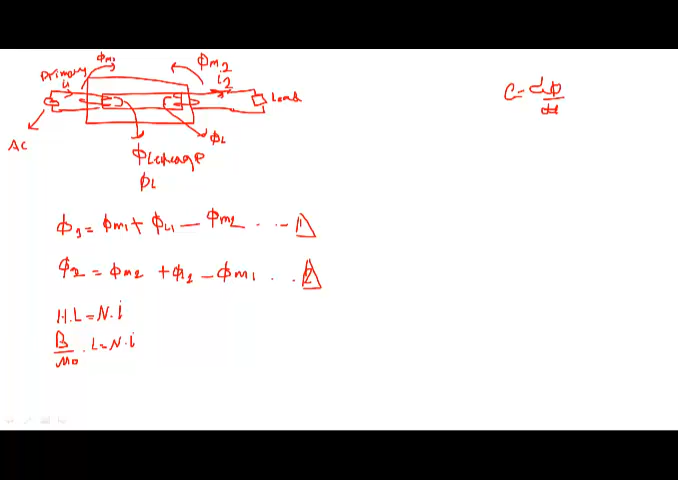 ϕm1
ϕm2
Primary
i1
i2
Load
AC
ϕL
ϕLeakage
ϕL
e = dϕ/dt
ϕ1 = ϕm1 + ϕL1 − ϕm2 ... 1
ϕ2 = ϕm2 + ϕl2 − ϕm1 ... 2
H.L = N.i
B/μo . L = N.i